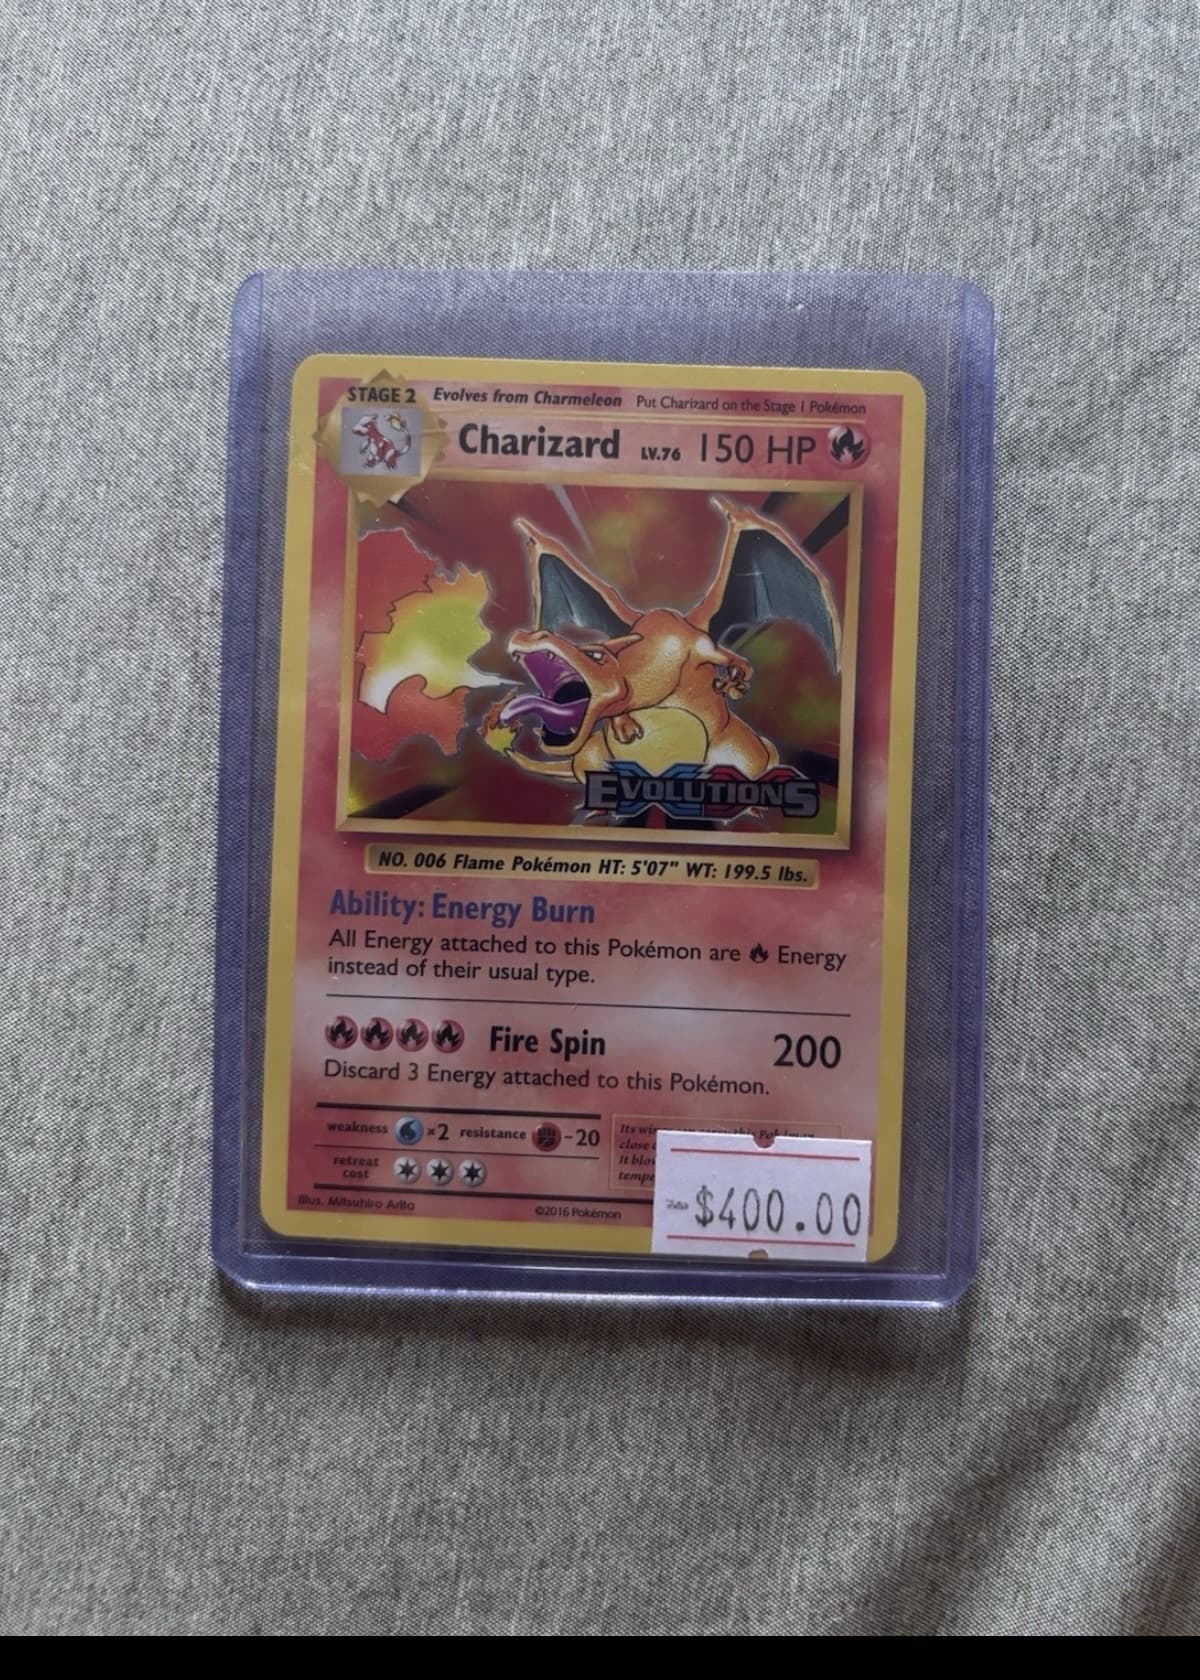 STAGE 2 Evolves from Charmeleon Put Charizard on the Stage 1 Pokémon
Charizard LV.76 150 HP
EVOLUTIONS
NO. 006 Flame Pokémon HT: 5'07" WT: 199.5 lbs.
Ability: Energy Burn
All Energy attached to this Pokémon are Energy
instead of their usual type.
Fire Spin 200
Discard 3 Energy attached to this Pokémon.
weakness ×2 resistance -20
retreat
cost
Its
close
It
Illus. Mitsuhiro Arita ©2016 Pokémon
$400.00